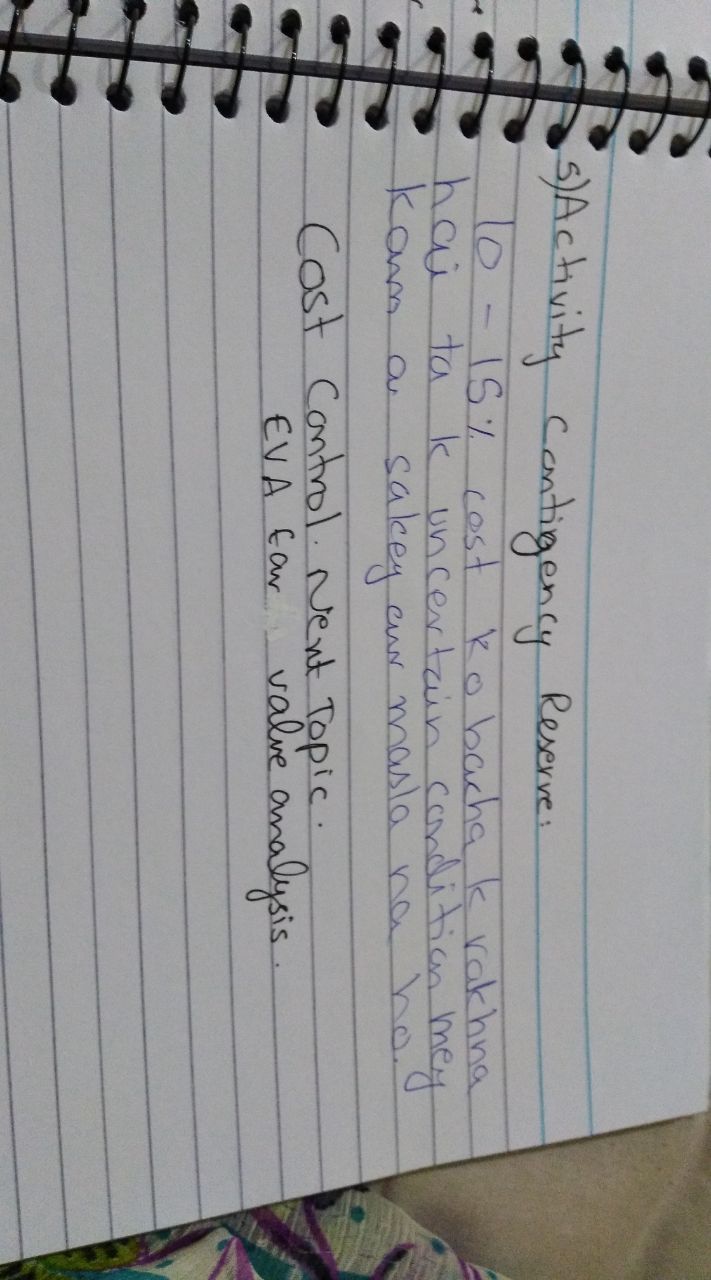 5) Activity Contigency Reserve:
10 - 15% cost ko bacha k rakhna
hai ta k uncertain condition mey
kam a sakey aur masla na ho.
Cost Control. Next Topic.
EVA Ear value analysis.